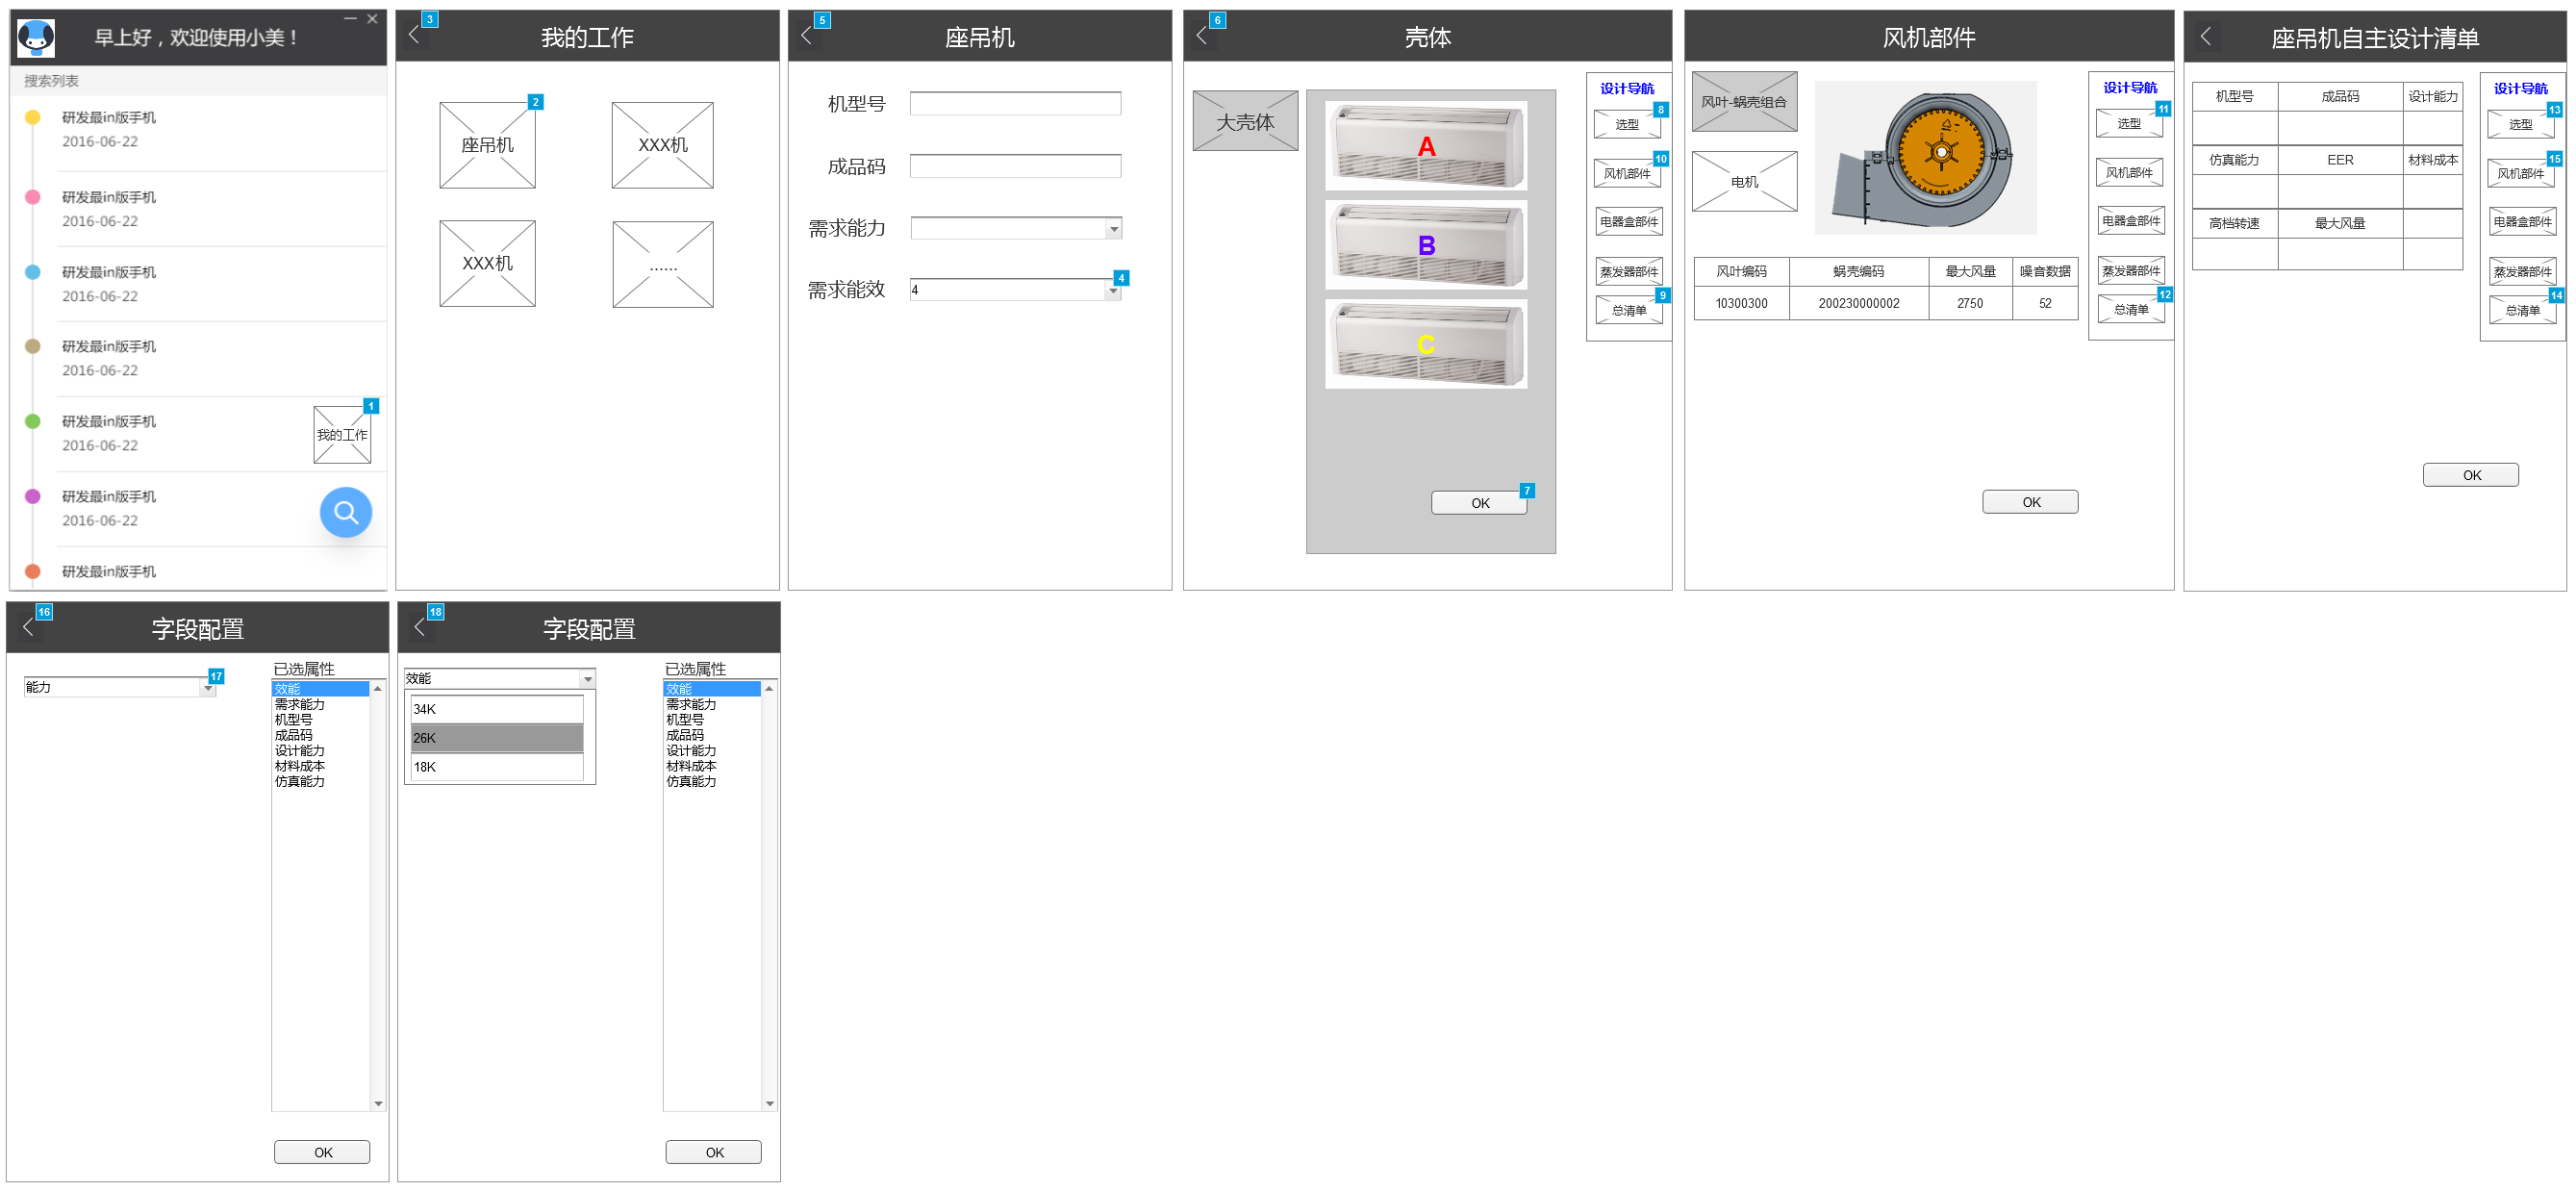 早上好，欢迎使用小美！
搜索列表
研发最in版手机
2016-06-22
研发最in版手机
2016-06-22
研发最in版手机
2016-06-22
研发最in版手机
2016-06-22
1
研发最in版手机
我的工作
2016-06-22
研发最in版手机
2016-06-22
研发最in版手机
3
我的工作
2
座吊机
XXX机
XXX机
......
5
座吊机
机型号
成品码
需求能力
4
需求能效
4
6
壳体
大壳体
A
B
C
7
OK
设计导航
8
选型
10
风机部件
电器盒部件
蒸发器部件
9
总清单
风机部件
风叶-蜗壳组合
电机
风叶编码 蜗壳编码 最大风量 噪音数据
10300300 200230000002 2750 52
OK
设计导航
11
选型
风机部件
电器盒部件
蒸发器部件
12
总清单
座吊机自主设计清单
机型号 成品码 设计能力
仿真能力 EER 材料成本
高档转速 最大风量
OK
设计导航
13
选型
15
风机部件
电器盒部件
蒸发器部件
14
总清单
16
字段配置
17
能力
已选属性
效能
需求能力
机型号
成品码
设计能力
材料成本
仿真能力
OK
18
字段配置
效能
34K
26K
18K
已选属性
效能
需求能力
机型号
成品码
设计能力
材料成本
仿真能力
OK